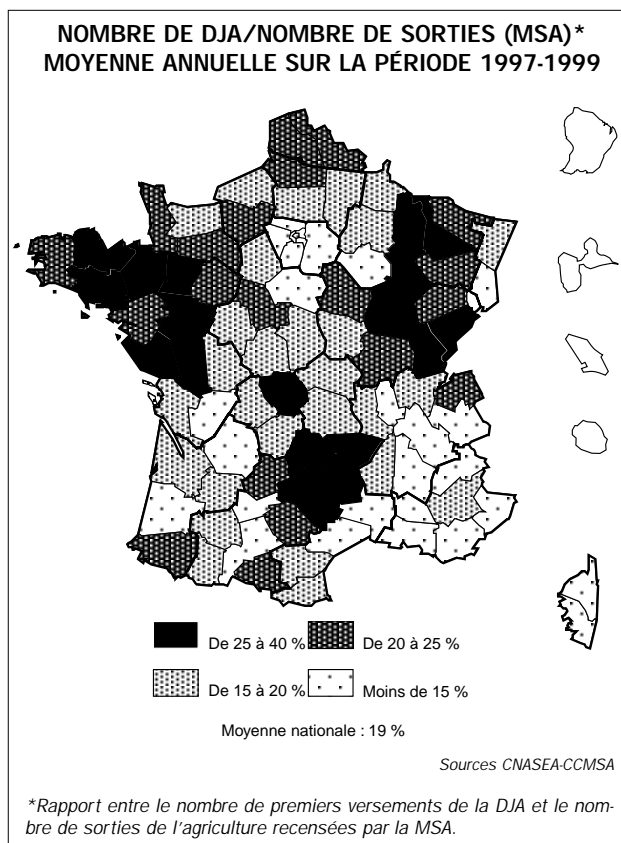 NOMBRE DE DJA/NOMBRE DE SORTIES (MSA)*
MOYENNE ANNUELLE SUR LA PÉRIODE 1997-1999
De 25 à 40 %
De 20 à 25 %
De 15 à 20 %
Moins de 15 %
Moyenne nationale : 19 %
Sources CNASEA-CCMSA
*Rapport entre le nombre de premiers versements de la DJA et le nom-
bre de sorties de l'agriculture recensées par la MSA.